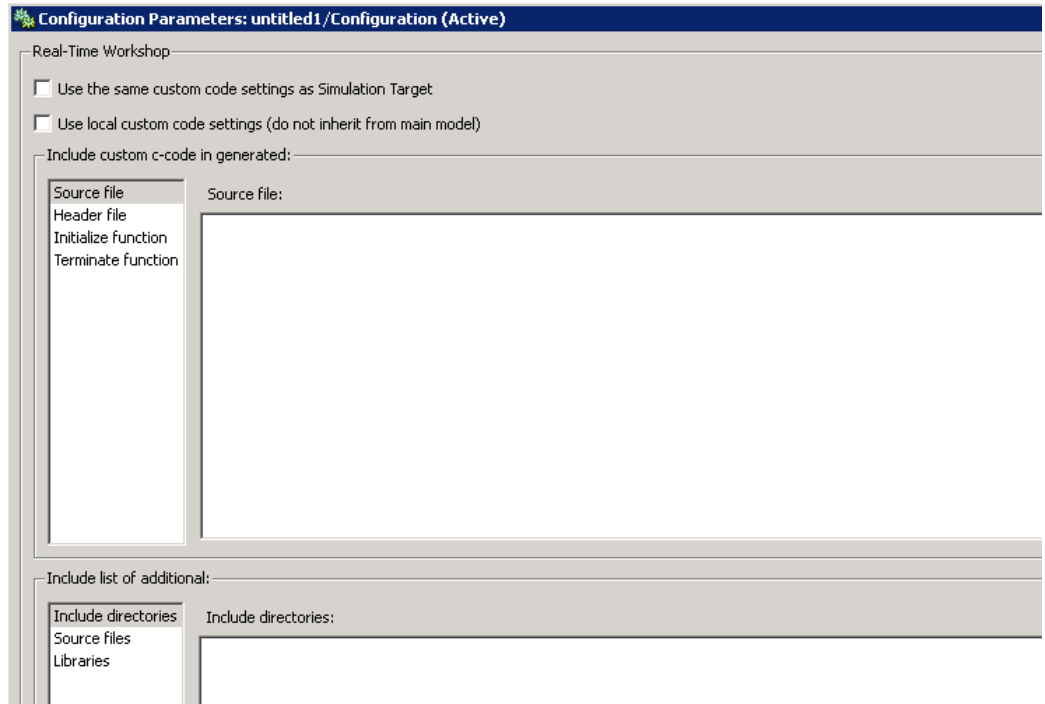 Configuration Parameters: untitled1/Configuration (Active)
Real-Time Workshop
Use the same custom code settings as Simulation Target
Use local custom code settings (do not inherit from main model)
Include custom c-code in generated:
Source file
Header file
Initialize function
Terminate function
Source file:
Include list of additional:
Include directories
Source files
Libraries
Include directories: